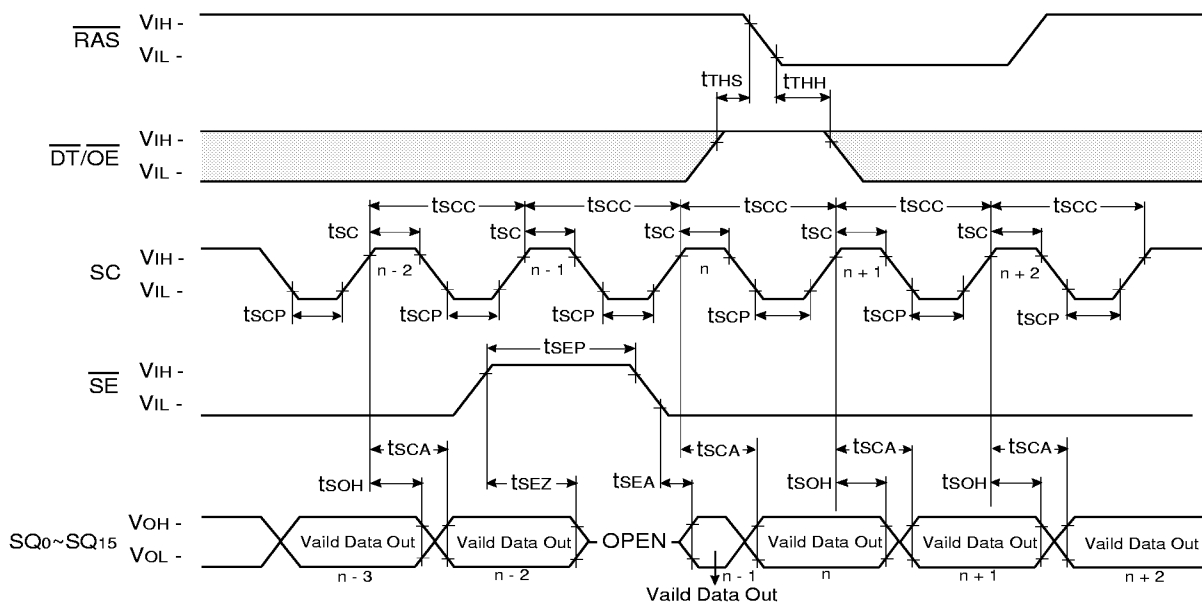 RAS
VIH -
VIL -
tTHS
tTHH
DT/OE
VIH -
VIL -
tSCC tSCC tSCC tSCC tSCC
tSC tSC tSC tSC tSC
SC
VIH -
VIL -
n - 2 n - 1 n n + 1 n + 2
tSCP tSCP tSCP tSCP tSCP tSCP
SE
VIH -
VIL -
tSEP
tSCA tSCA tSCA tSCA
tSOH tSEZ tSEA tSOH tSOH
SQ0~SQ15
VOH -
VOL -
Vaild Data Out Vaild Data Out OPEN Vaild Data Out Vaild Data Out Vaild Data Out
n - 3 n - 2 n - 1 n n + 1 n + 2
Vaild Data Out